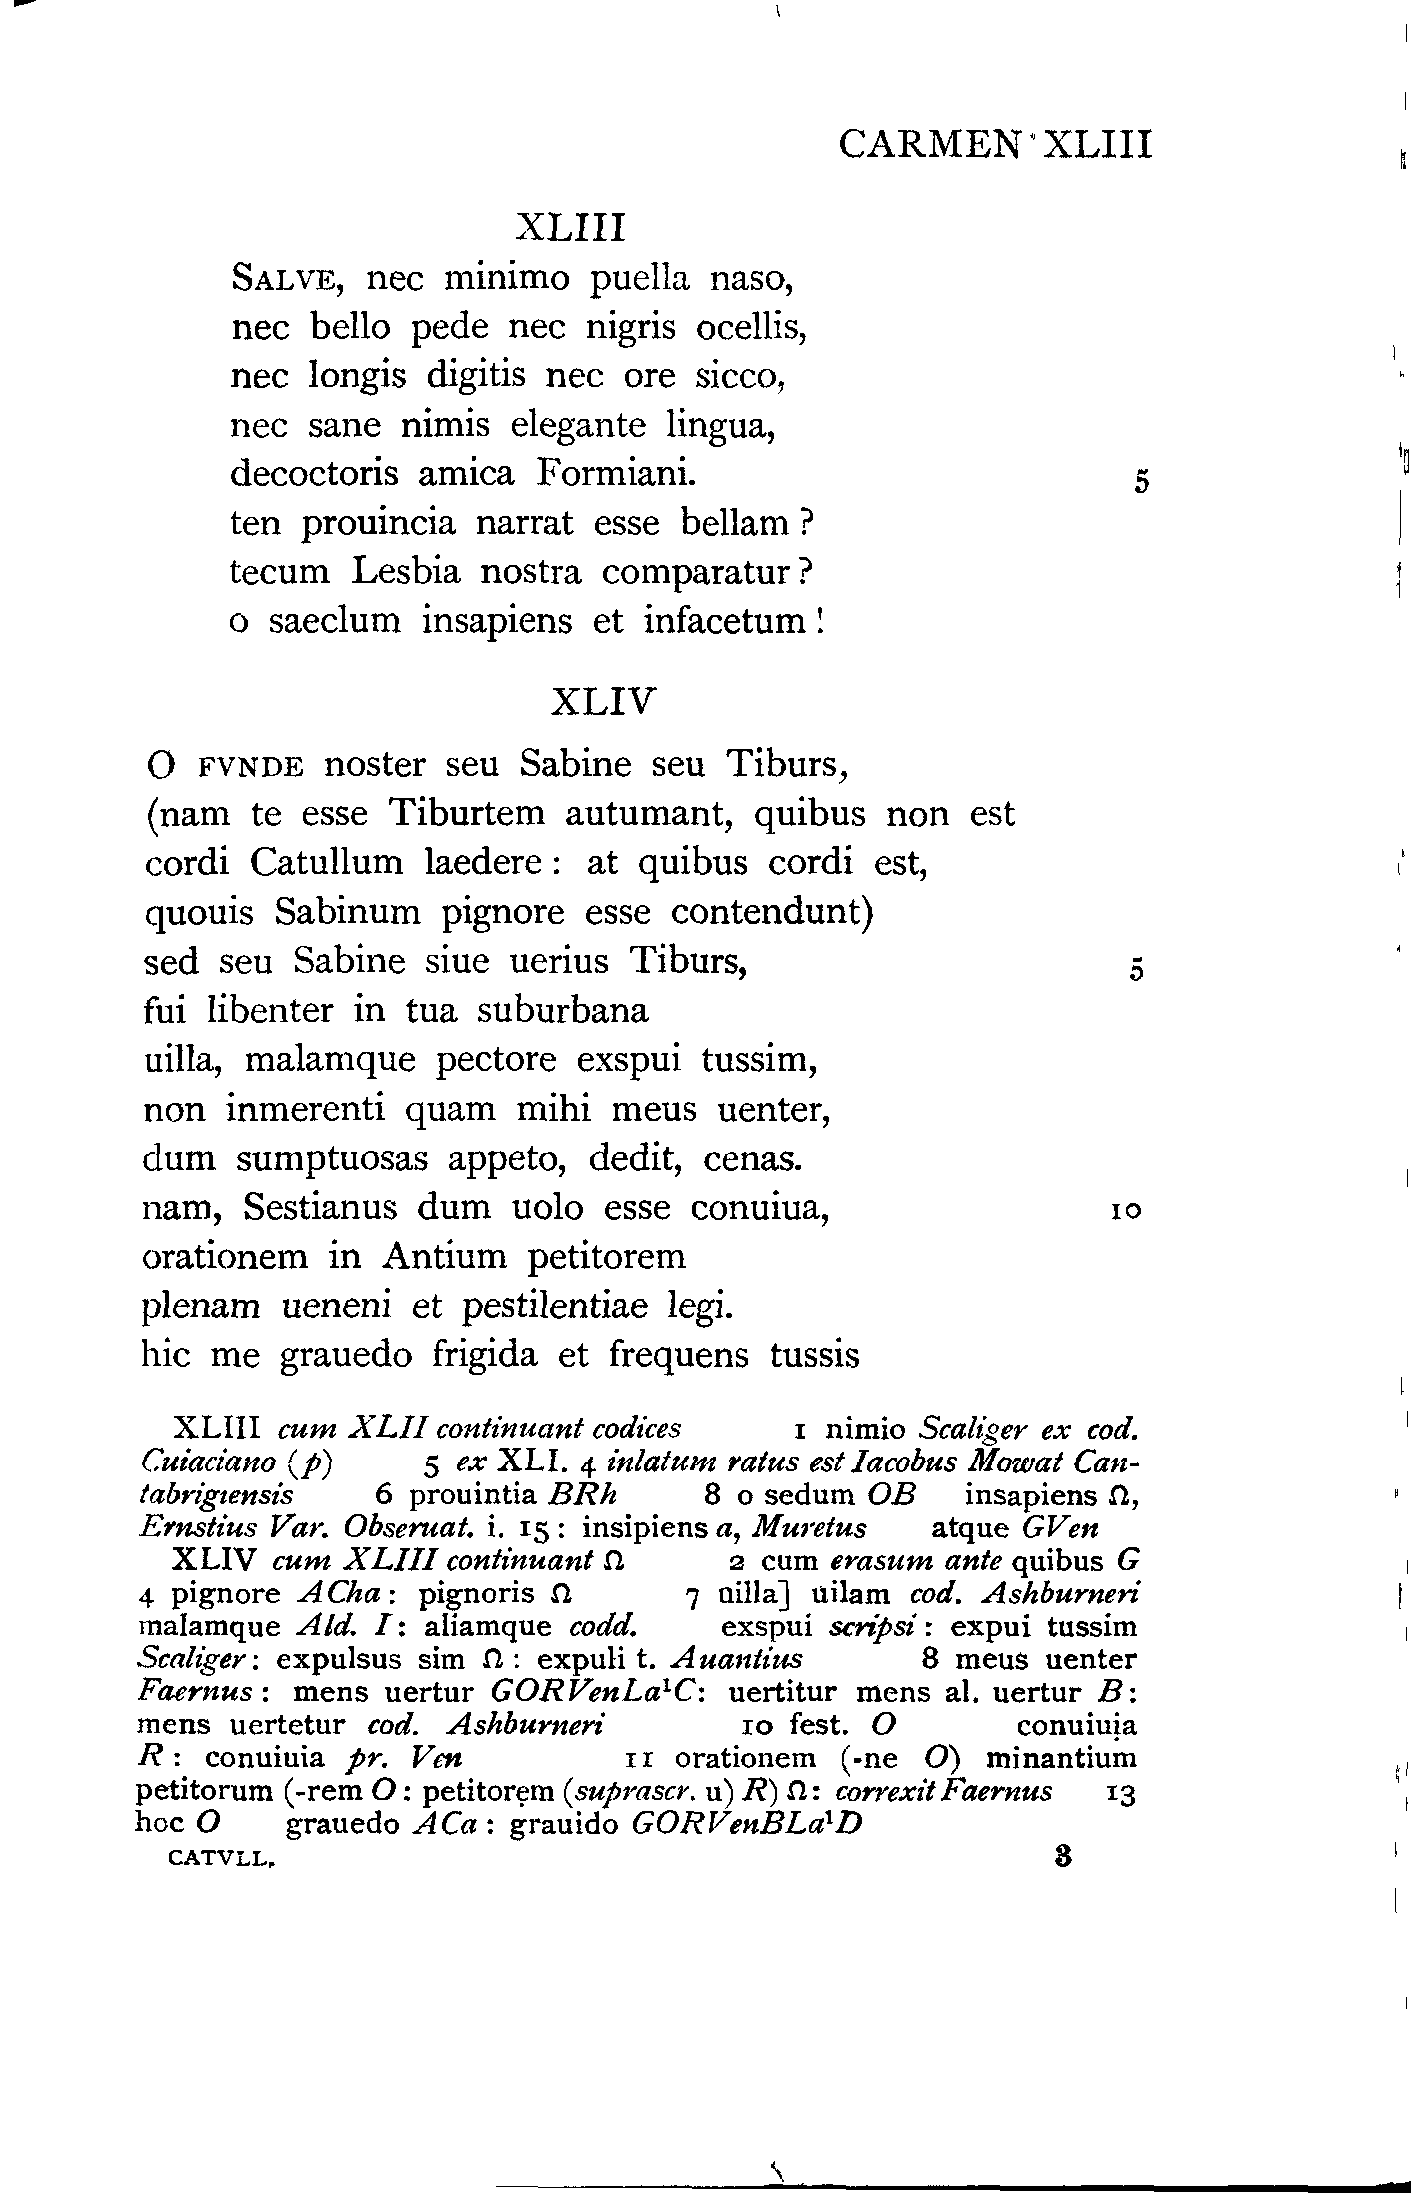 CARMEN XLIII
XLIII
SALVE, nec minimo puella naso,
nec bello pede nec nigris ocellis,
nec longis digitis nec ore sicco,
nec sane nimis elegante lingua,
decoctoris amica Formiani. 5
ten prouincia narrat esse bellam ?
tecum Lesbia nostra comparatur ?
o saeclum insapiens et infacetum !
XLIV
O FVNDE noster seu Sabine seu Tiburs,
(nam te esse Tiburtem autumant, quibus non est
cordi Catullum laedere : at quibus cordi est,
quouis Sabinum pignore esse contendunt)
sed seu Sabine siue uerius Tiburs, 5
fui libenter in tua suburbana
uilla, malamque pectore exspui tussim,
non inmerenti quam mihi meus uenter,
dum sumptuosas appeto, dedit, cenas.
nam, Sestianus dum uolo esse conuiua, 10
orationem in Antium petitorem
plenam ueneni et pestilentiae legi.
hic me grauedo frigida et frequens tussis
XLIII cum XLII continuant codices 1 nimio Scaliger ex cod.
Cuiaciano (p) 5 ex XLI. 4 inlatum ratus est Iacobus Mowat Can-
tabrigiensis 6 prouintia BRh 8 o sedum OB insapiens Ω,
Ernstius Var. Obseruat. i. 15 : insipiens a, Muretus atque GVen
XLIV cum XLIII continuant Ω 2 cum erasum ante quibus G
4 pignore ACha : pignoris Ω 7 uilla] uilam cod. Ashburneri
malamque Ald. I : aliamque codd. exspui scripsi : expui tussim
Scaliger : expulsus sim Ω : expuli t. Auantius 8 meus uenter
Faernus : mens uertur GORVenLa¹C : uertitur mens al. uertur B :
mens uertetur cod. Ashburneri 10 fest. O conuiuịa
R : conuiuia pr. Ven 11 orationem (-ne O) minantium
petitorum (-rem O : petitorẹm (suprascr. u) R) Ω : correxit Faernus 13
hoc O grauedo ACa : grauido GORVenBLa¹D
CATVLL. 3